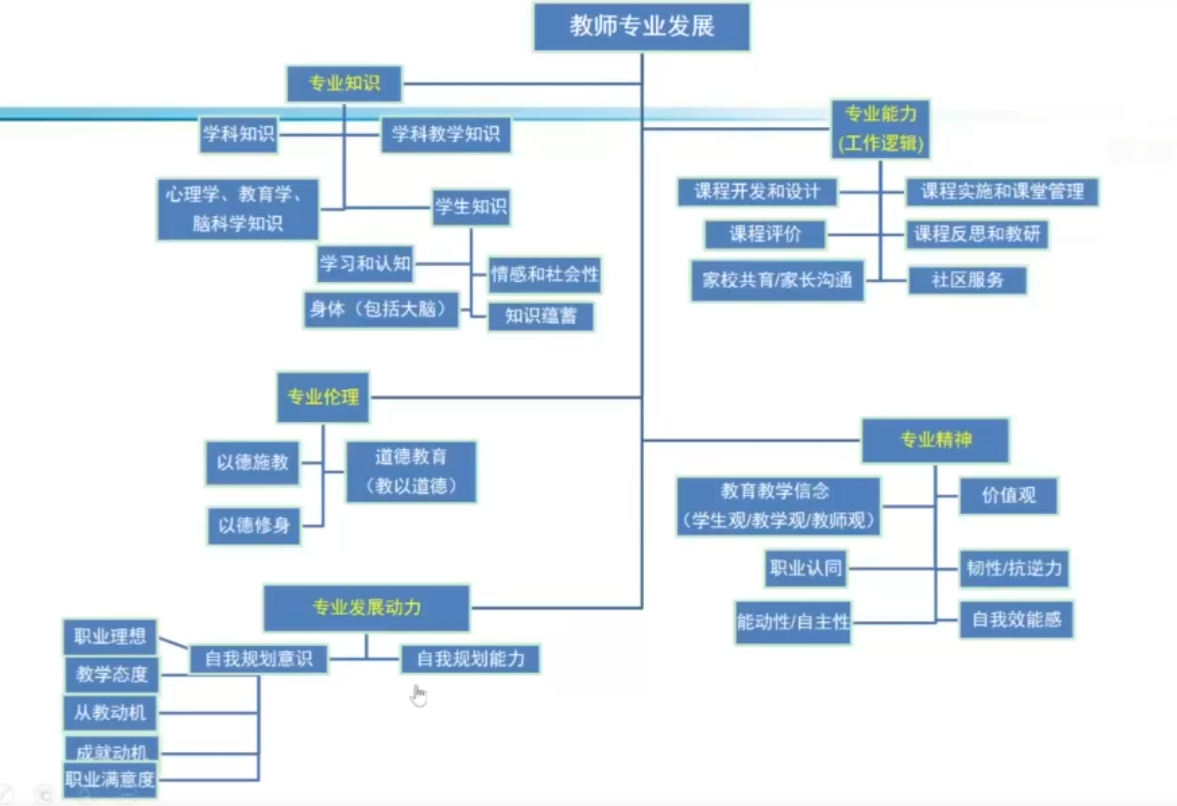 教师专业发展
专业知识
学科知识
学科教学知识
心理学、教育学、
脑科学知识
学生知识
学习和认知
情感和社会性
身体（包括大脑）
知识蕴蓄
专业能力
(工作逻辑)
课程开发和设计
课程实施和课堂管理
课程评价
课程反思和教研
家校共育/家长沟通
社区服务
专业伦理
以德施教
道德教育
（教以道德）
以德修身
专业精神
教育教学信念
（学生观/教学观/教师观）
价值观
职业认同
韧性/抗逆力
能动性/自主性
自我效能感
专业发展动力
自我规划意识
自我规划能力
职业理想
教学态度
从教动机
成就动机
职业满意度